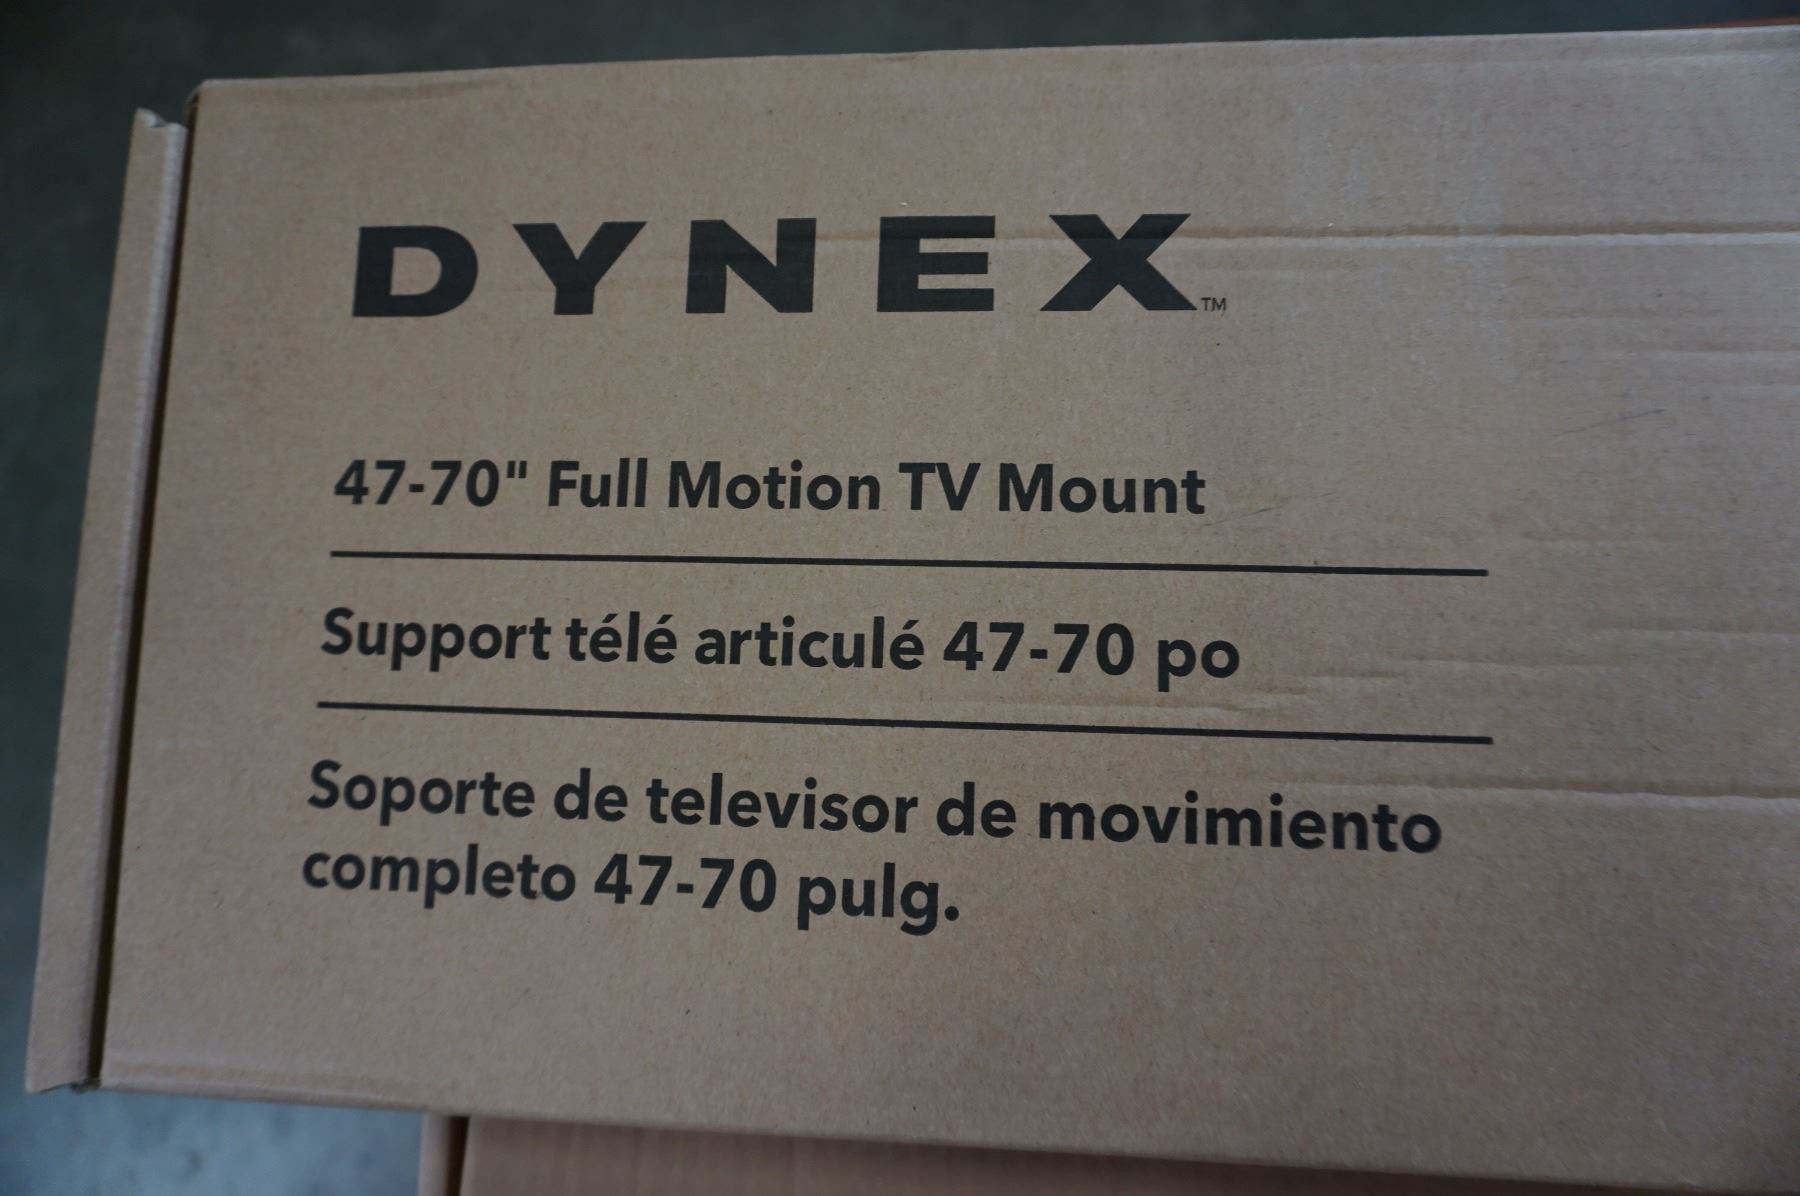 DYNEX™
47-70" Full Motion TV Mount
Support télé articulé 47-70 po
Soporte de televisor de movimiento
completo 47-70 pulg.